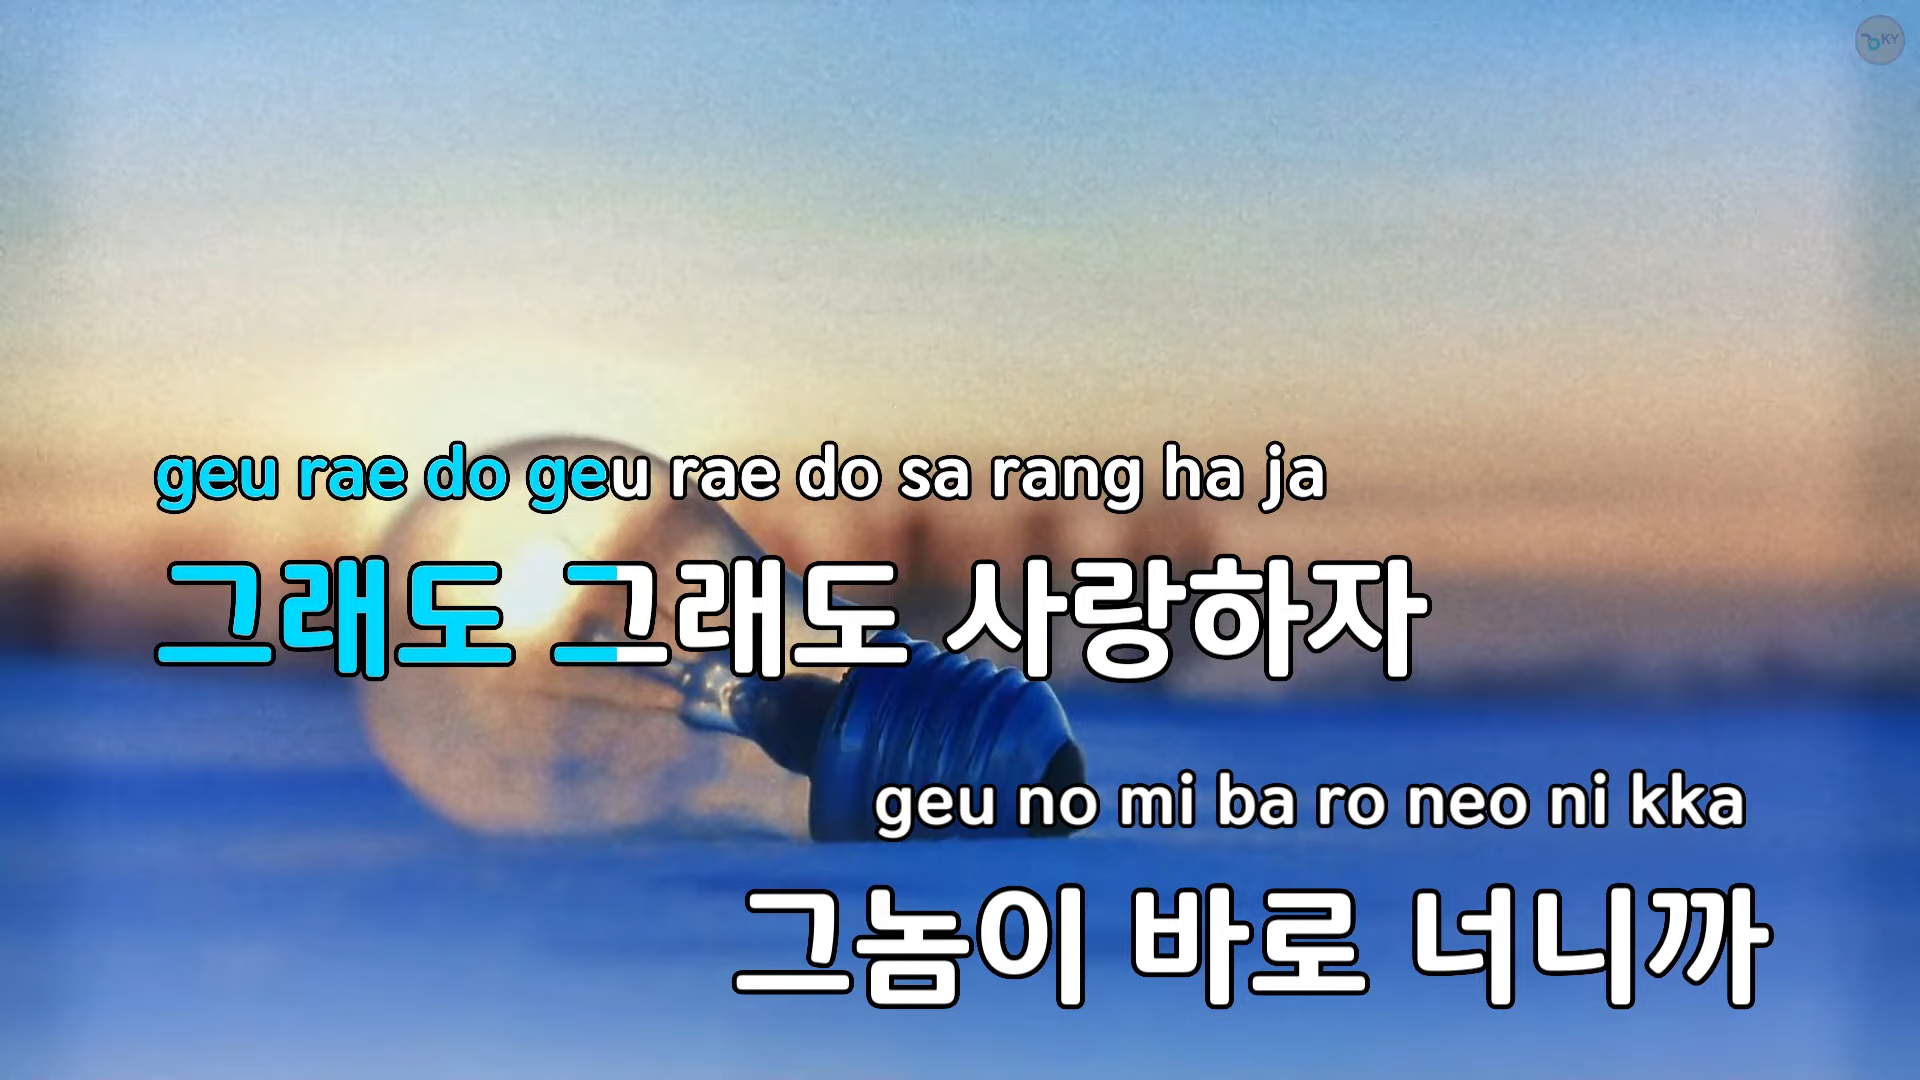 KY
geu rae do geu rae do sa rang ha ja
그래도 그래도 사랑하자
geu no mi ba ro neo ni kka
그놈이 바로 너니까